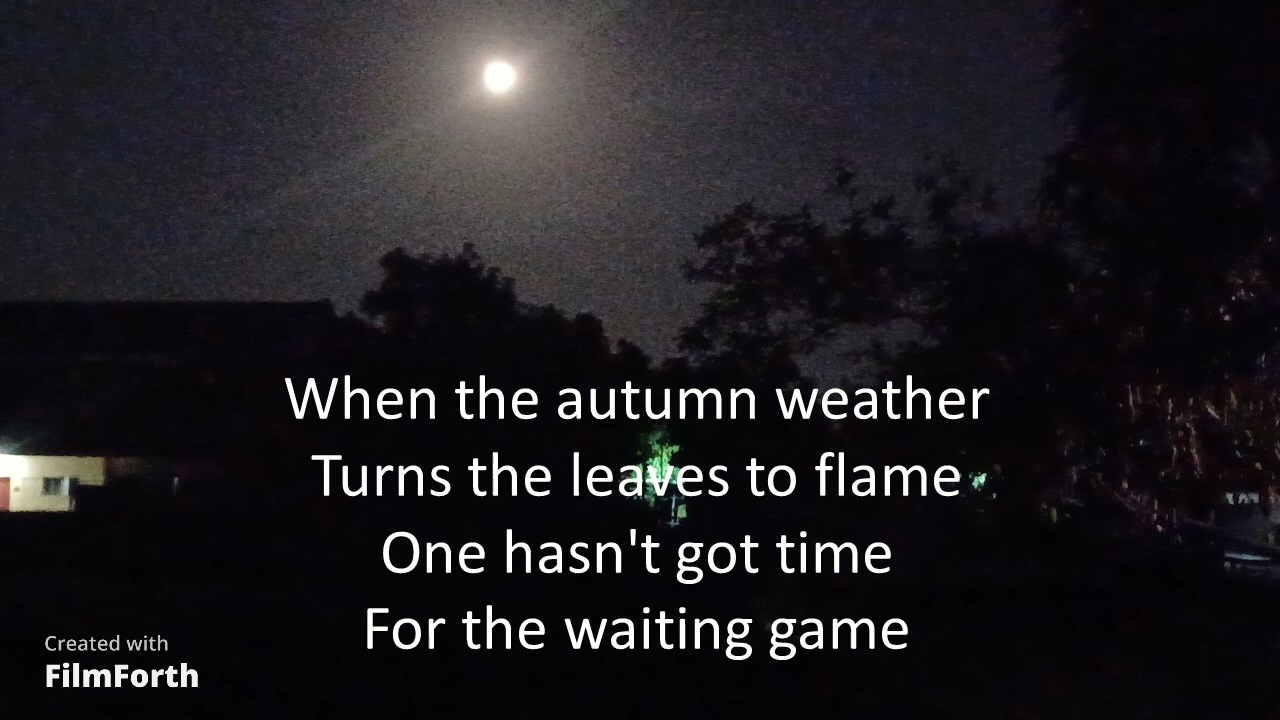 When the autumn weather
Turns the leaves to flame
One hasn't got time
For the waiting game
Created with
FilmForth